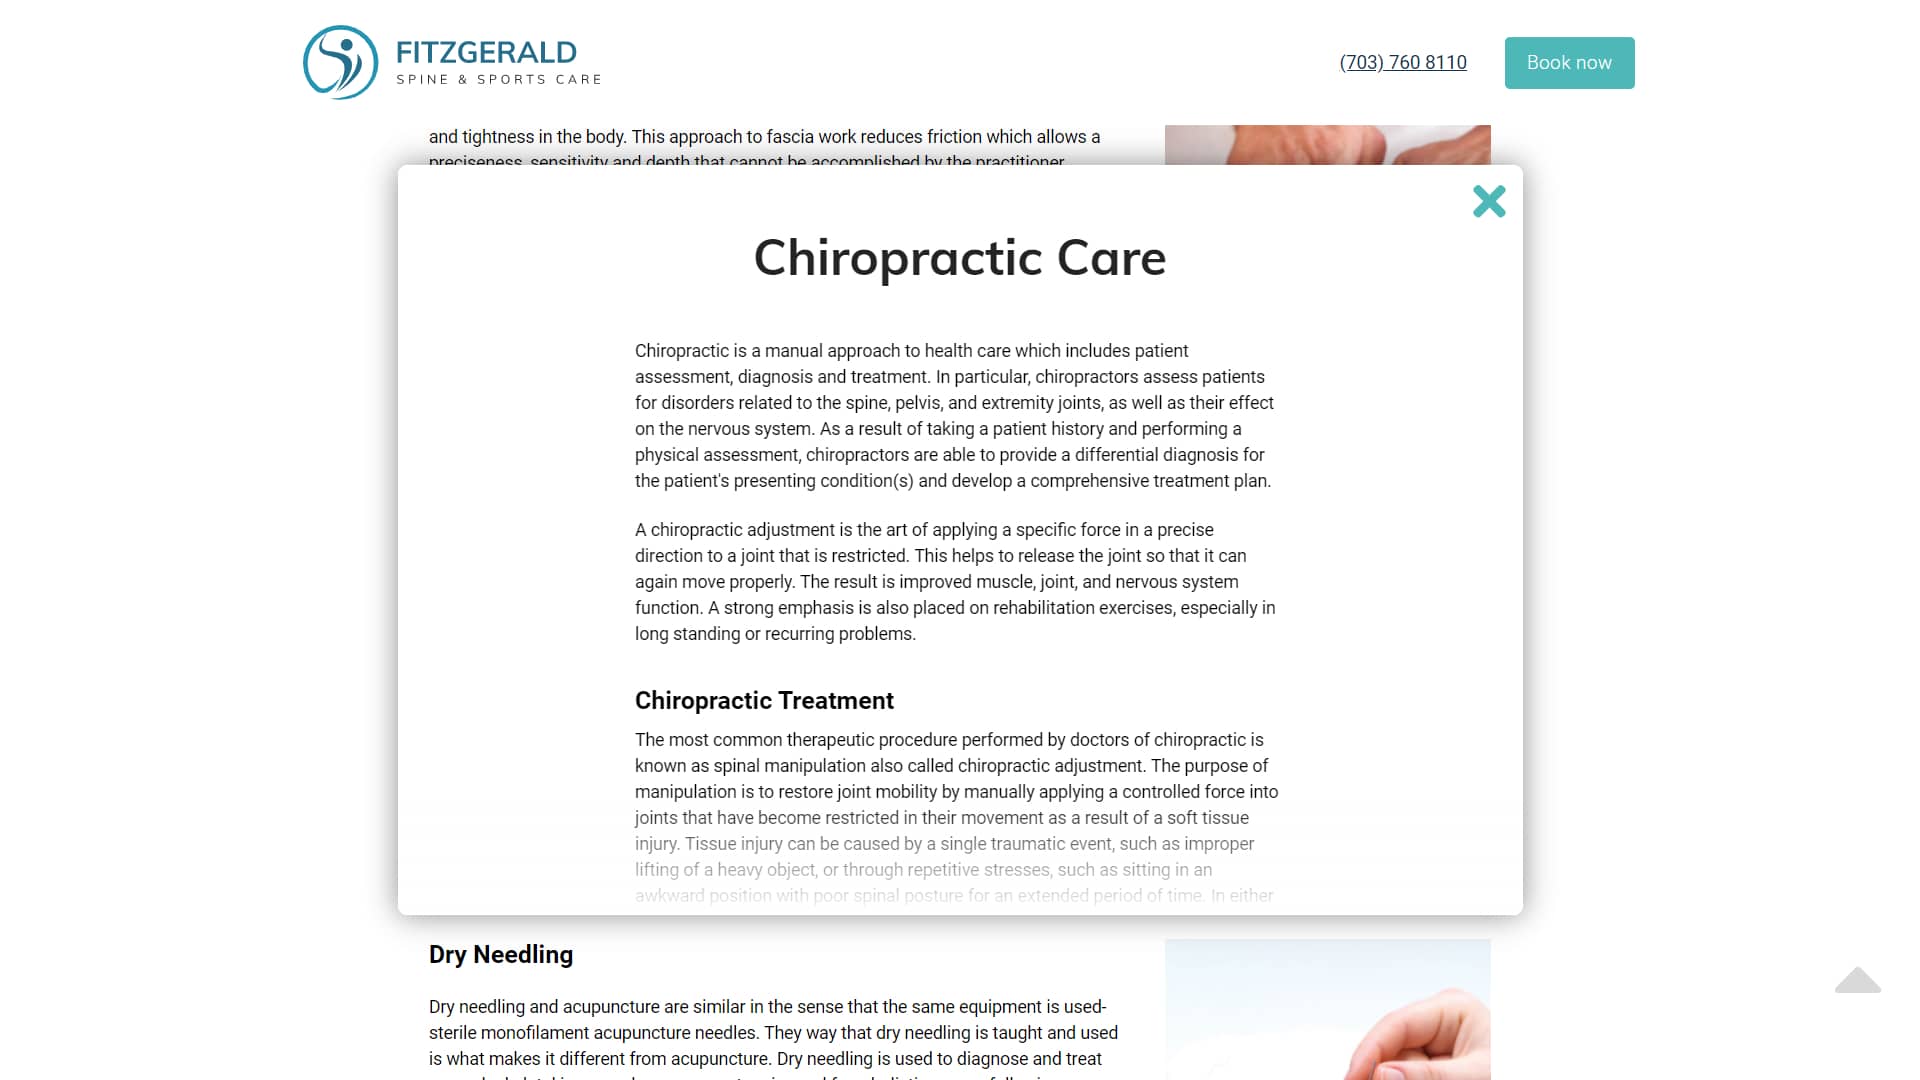 FITZGERALD
SPINE & SPORTS CARE
(703) 760 8110
Book now
and tightness in the body. This approach to fascia work reduces friction which allows a
preciseness, sensitivity and depth that cannot be accomplished by the practitioner
Chiropractic Care
Chiropractic is a manual approach to health care which includes patient
assessment, diagnosis and treatment. In particular, chiropractors assess patients
for disorders related to the spine, pelvis, and extremity joints, as well as their effect
on the nervous system. As a result of taking a patient history and performing a
physical assessment, chiropractors are able to provide a differential diagnosis for
the patient's presenting condition(s) and develop a comprehensive treatment plan.
A chiropractic adjustment is the art of applying a specific force in a precise
direction to a joint that is restricted. This helps to release the joint so that it can
again move properly. The result is improved muscle, joint, and nervous system
function. A strong emphasis is also placed on rehabilitation exercises, especially in
long standing or recurring problems.
Chiropractic Treatment
The most common therapeutic procedure performed by doctors of chiropractic is
known as spinal manipulation also called chiropractic adjustment. The purpose of
manipulation is to restore joint mobility by manually applying a controlled force into
joints that have become restricted in their movement as a result of a soft tissue
injury. Tissue injury can be caused by a single traumatic event, such as improper
lifting of a heavy object, or through repetitive stresses, such as sitting in an
awkward position with poor spinal posture for an extended period of time. In either
Dry Needling
Dry needling and acupuncture are similar in the sense that the same equipment is used-
sterile monofilament acupuncture needles. They way that dry needling is taught and used
is what makes it different from acupuncture. Dry needling is used to diagnose and treat